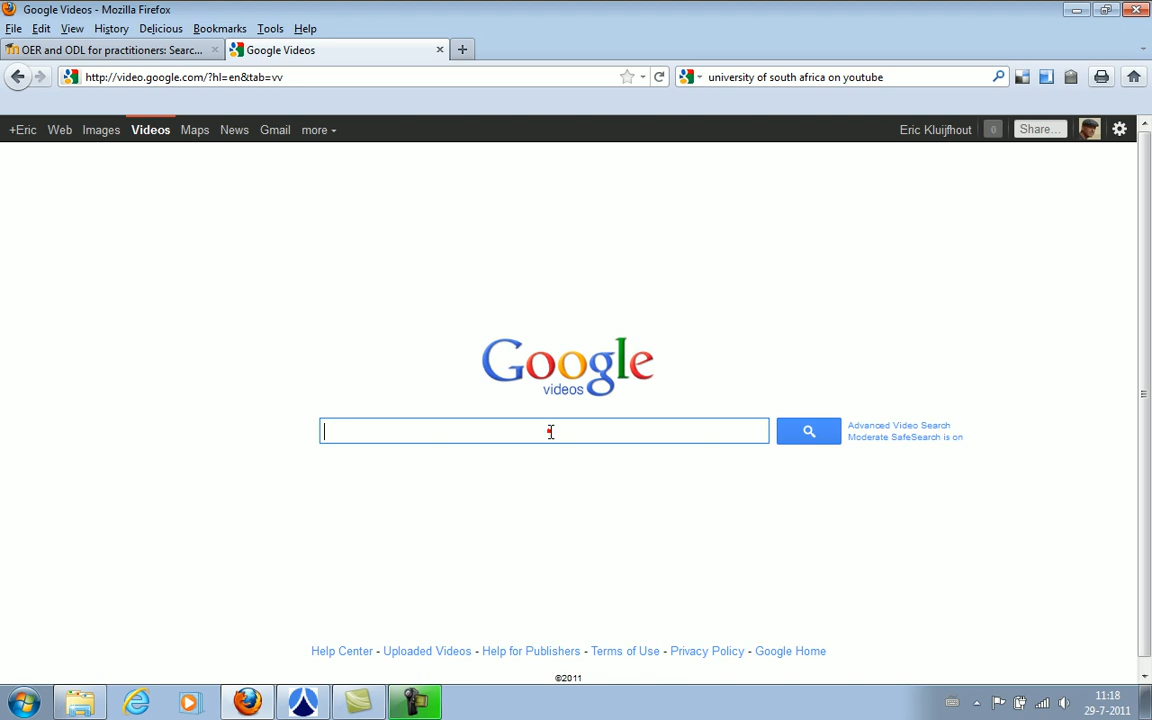 Google Videos - Mozilla Firefox
File Edit View History Delicious Bookmarks Tools Help
OER and ODL for practitioners: Searc... Google Videos
http://video.google.com/?hl=en&tab=vv university of south africa on youtube
+Eric Web Images Videos Maps News Gmail more Eric Kluijfhout 0 Share...
Google
videos
Advanced Video Search
Moderate SafeSearch is on
Help Center - Uploaded Videos - Help for Publishers - Terms of Use - Privacy Policy - Google Home
©2011
11:18
29-7-2011